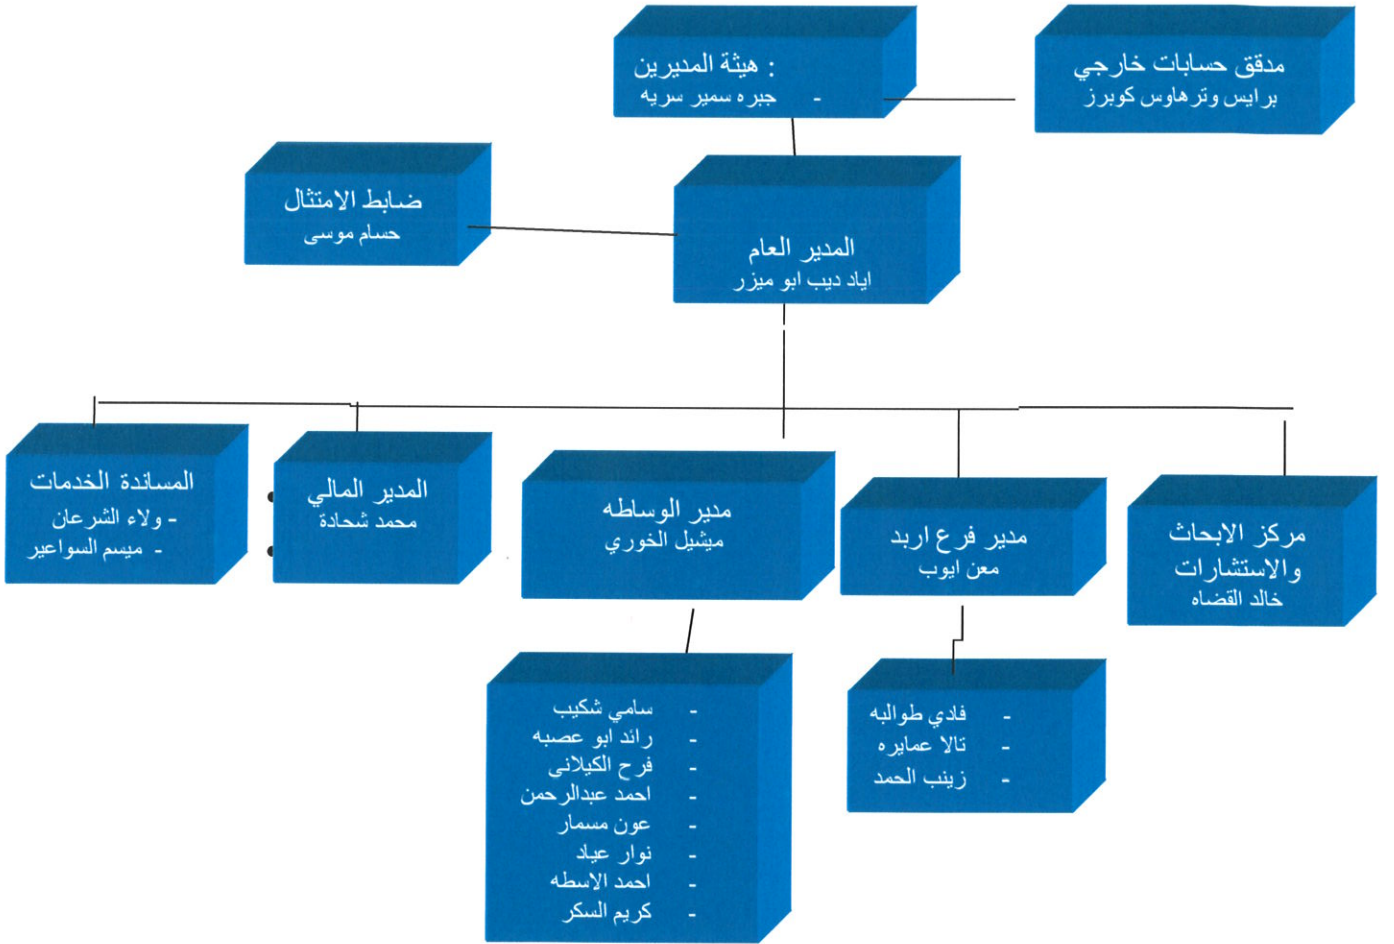 هيئة المديرين :
- جبره سمير سريه
مدقق حسابات خارجي
برايس وترهاوس كوبرز
ضابط الامتثال
حسام موسى
المدير العام
اياد ديب ابو ميزر
مركز الابحاث
والاستشارات
خالد القضاه
مدير فرع اربد
معن ايوب
مدير الوساطه
ميشيل الخوري
المدير المالي
محمد شحادة
المساندة الخدمات
- ولاء الشرعان
- ميسم السواعير
- فادي طوالبه
- تالا عمايره
- زينب الحمد
- سامي شكيب
- رائد ابو عصبه
- فرح الكيلاني
- احمد عبدالرحمن
- عون مسمار
- نوار عياد
- احمد الاسطه
- كريم السكر